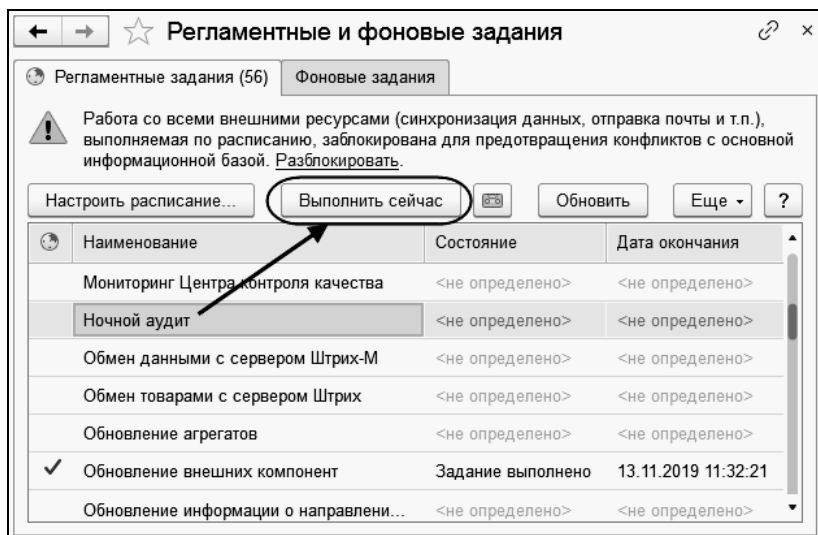 Регламентные и фоновые задания
Регламентные задания (56) Фоновые задания
Работа со всеми внешними ресурсами (синхронизация данных, отправка почты и т.п.),
выполняемая по расписанию, заблокирована для предотвращения конфликтов с основной
информационной базой. Разблокировать.
Настроить расписание... Выполнить сейчас Обновить Еще ?
Наименование Состояние Дата окончания
Мониторинг Центра контроля качества <не определено> <не определено>
Ночной аудит <не определено> <не определено>
Обмен данными с сервером Штрих-М <не определено> <не определено>
Обмен товарами с сервером Штрих <не определено> <не определено>
Обновление агрегатов <не определено> <не определено>
Обновление внешних компонент Задание выполнено 13.11.2019 11:32:21
Обновление информации о направлени... <не определено> <не определено>